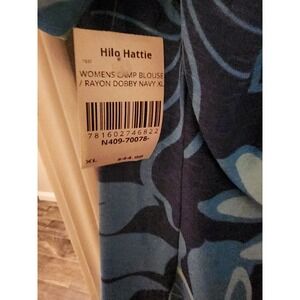 Hilo Hattie
®
WOMENS CAMP BLOUSE
/ RAYON DOBBY NAVY XL
781602746822
N409-70078-
XL